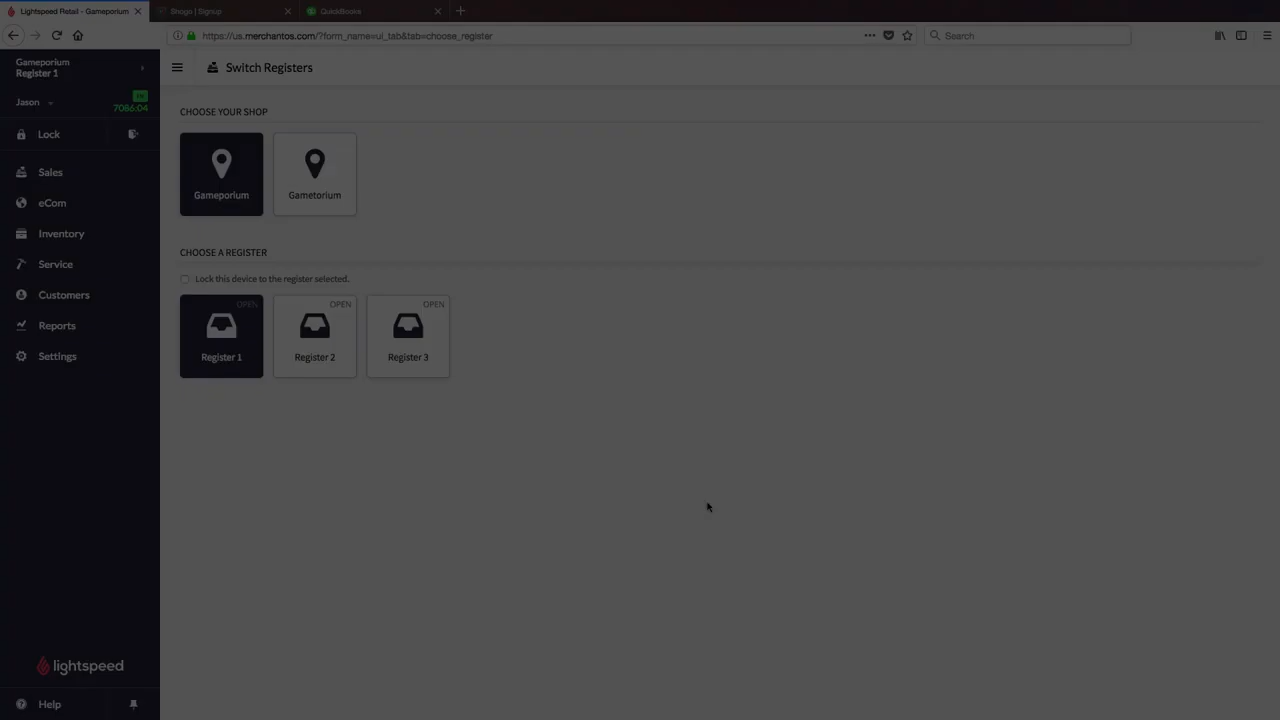 Lightspeed Retail - Gameporium
Shogo | Signup
QuickBooks
https://us.merchantos.com/?form_name=ui_tab&tab=choose_register
Search
Gameporium
Register 1
Jason
7086:04
Lock
Sales
eCom
Inventory
Service
Customers
Reports
Settings
lightspeed
Help
Switch Registers
CHOOSE YOUR SHOP
Gameporium
Gametorium
CHOOSE A REGISTER
Lock this device to the register selected.
OPEN
OPEN
OPEN
Register 1
Register 2
Register 3